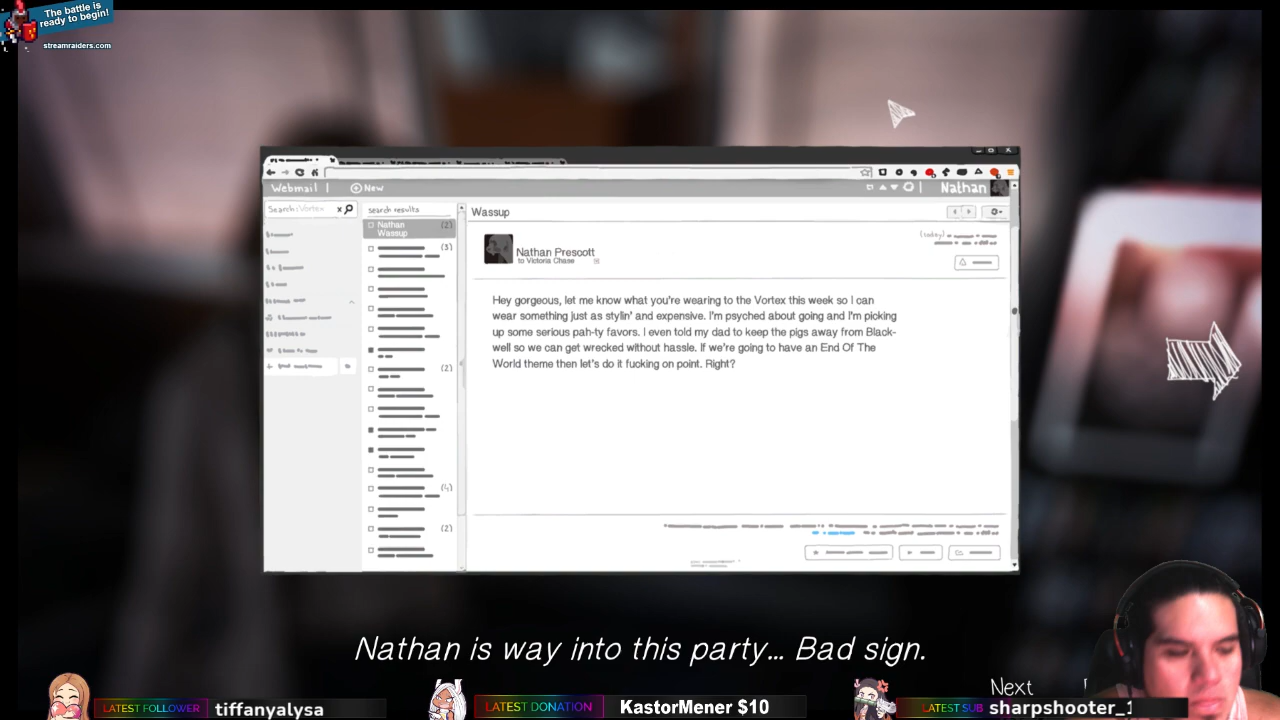 The battle is
ready to begin!
streamraiders.com
Webmail |
New
Nathan
Search: Vortex
x
search results
Nathan
Wassup
(2)
(3)
(2)
(4)
(2)
Wassup
Nathan Prescott
to Victoria Chase
(today)
Hey gorgeous, let me know what you're wearing to the Vortex this week so I can
wear something just as stylin' and expensive. I'm psyched about going and I'm picking
up some serious pah-ty favors. I even told my dad to keep the pigs away from Black-
well so we can get wrecked without hassle. If we're going to have an End Of The
World theme then let's do it fucking on point. Right?
Nathan is way into this party... Bad sign.
Next
LATEST FOLLOWER tiffanyalysa
LATEST DONATION KastorMener $10
LATEST SUB sharpshooter_1